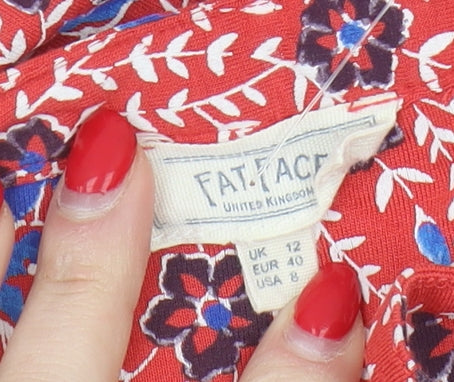 FAT FACE
UNITED KINGDOM
UK 12
EUR 40
USA 8